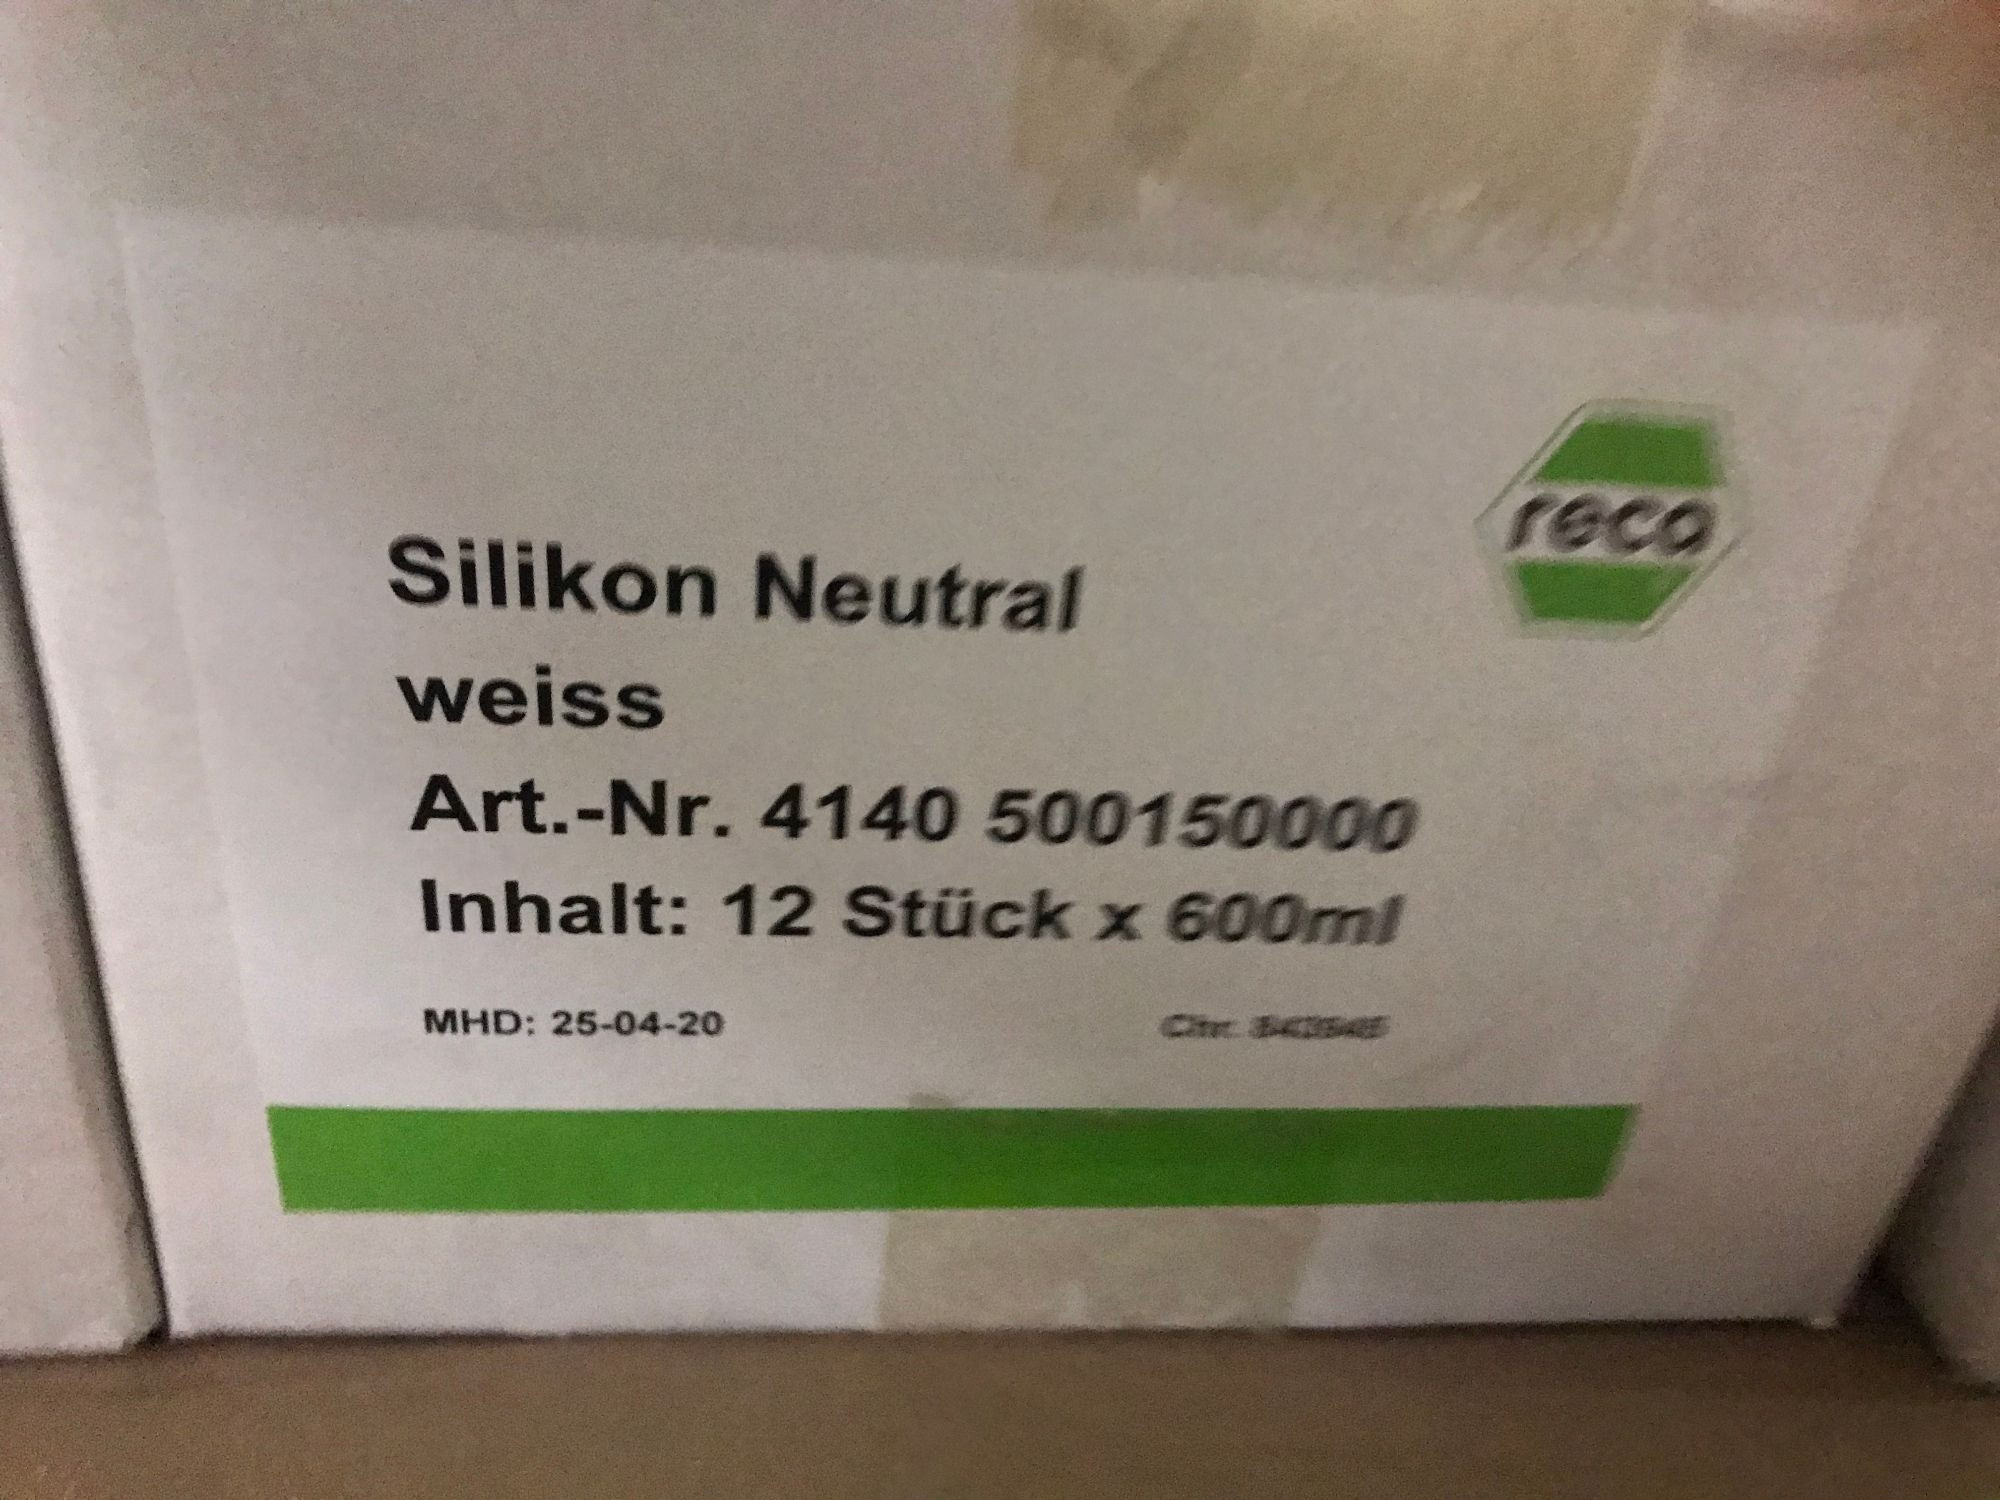 reco
Silikon Neutral
weiss
Art.-Nr. 4140 500150000
Inhalt: 12 Stück x 600ml
MHD: 25-04-20